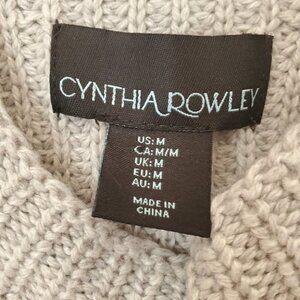 CYNTHIA ROWLEY
US: M
CA: M/M
UK: M
EU: M
AU: M
MADE IN
CHINA